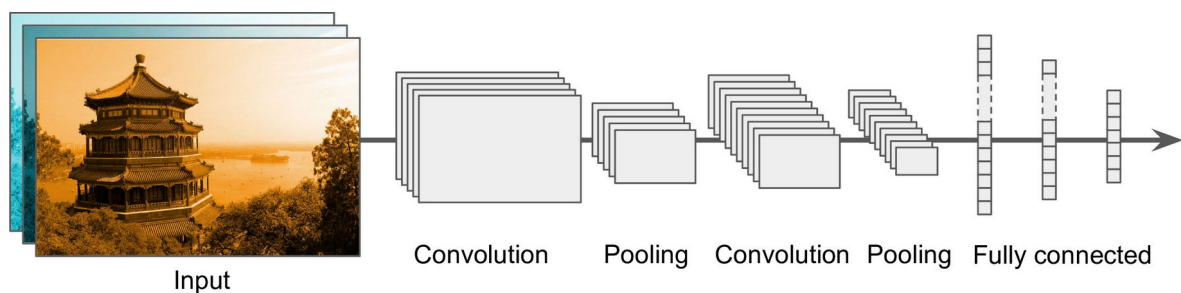 Input
Convolution
Pooling
Convolution
Pooling
Fully connected